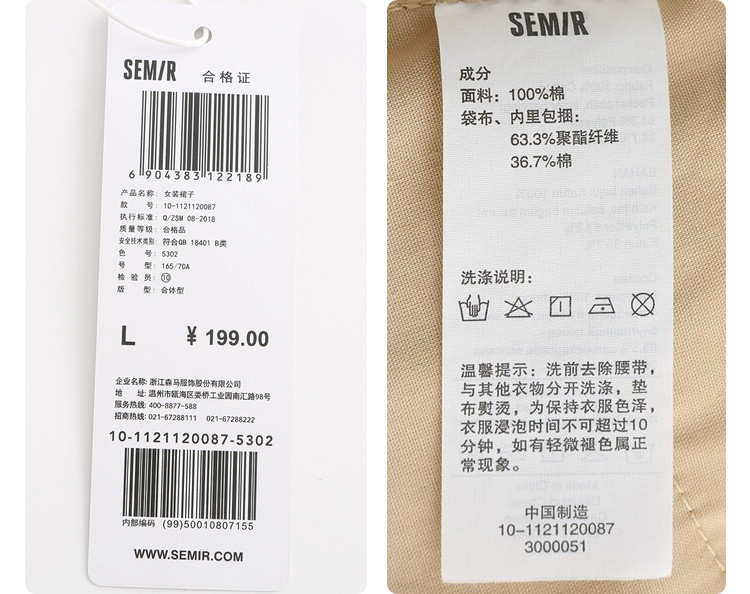 SEMIR
合格证
6 904383 122189
产品名称: 女装裙子
款 号: 10-1121120087
执行标准: Q/ZSM 08-2018
质量等级: 合格品
安全技术类别: 符合GB 18401 B类
色 号: 5302
号 型: 165/70A
检 验 员: ⑩
版 型: 合体型
L ¥ 199.00
企业名称: 浙江森马服饰股份有限公司
地 址: 温州市瓯海区娄桥工业园南汇路98号
服务热线: 400-8877-588
招商热线: 021-67288111 021-67288222
10-1121120087-5302
内部编码 (99)50010807155
WWW.SEMIR.COM
SEMIR
成分
面料: 100%棉
袋布、内里包捆:
63.3%聚酯纤维
36.7%棉
洗涤说明:
温馨提示: 洗前去除腰带,
与其他衣物分开洗涤, 垫
布熨烫, 为保持衣服色泽,
衣服浸泡时间不可超过10
分钟, 如有轻微褪色属正
常现象。
中国制造
10-1121120087
3000051